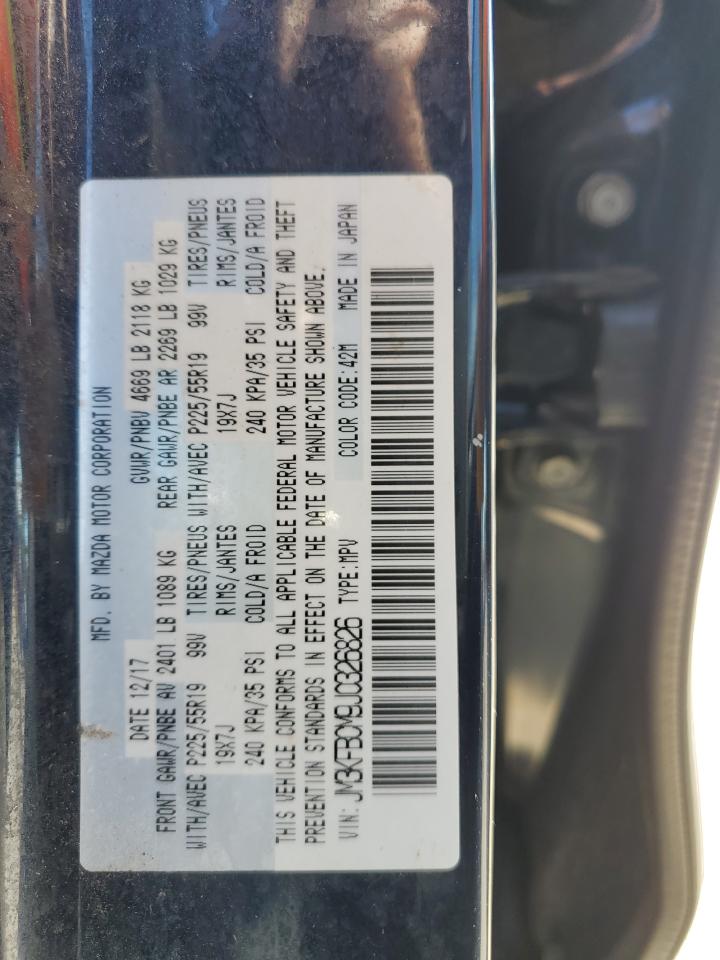 MFD. BY MAZDA MOTOR CORPORATION
DATE 12/17 GVWR/PNBV 4669 LB 2118 KG
FRONT GAWR/PNBE AV 2401 LB 1089 KG REAR GAWR/PNBE AR 2269 LB 1029 KG
WITH/AVEC P225/55R19 99V TIRES/PNEUS WITH/AVEC P225/55R19 99V TIRES/PNEUS
19X7J RIMS/JANTES 19X7J RIMS/JANTES
240 KPA/35 PSI COLD/A FROID 240 KPA/35 PSI COLD/A FROID
THIS VEHICLE CONFORMS TO ALL APPLICABLE FEDERAL MOTOR VEHICLE SAFETY AND THEFT
PREVENTION STANDARDS IN EFFECT ON THE DATE OF MANUFACTURE SHOWN ABOVE.
VIN: JM3KFBCM9J0326826 TYPE:MPV COLOR CODE:42M MADE IN JAPAN